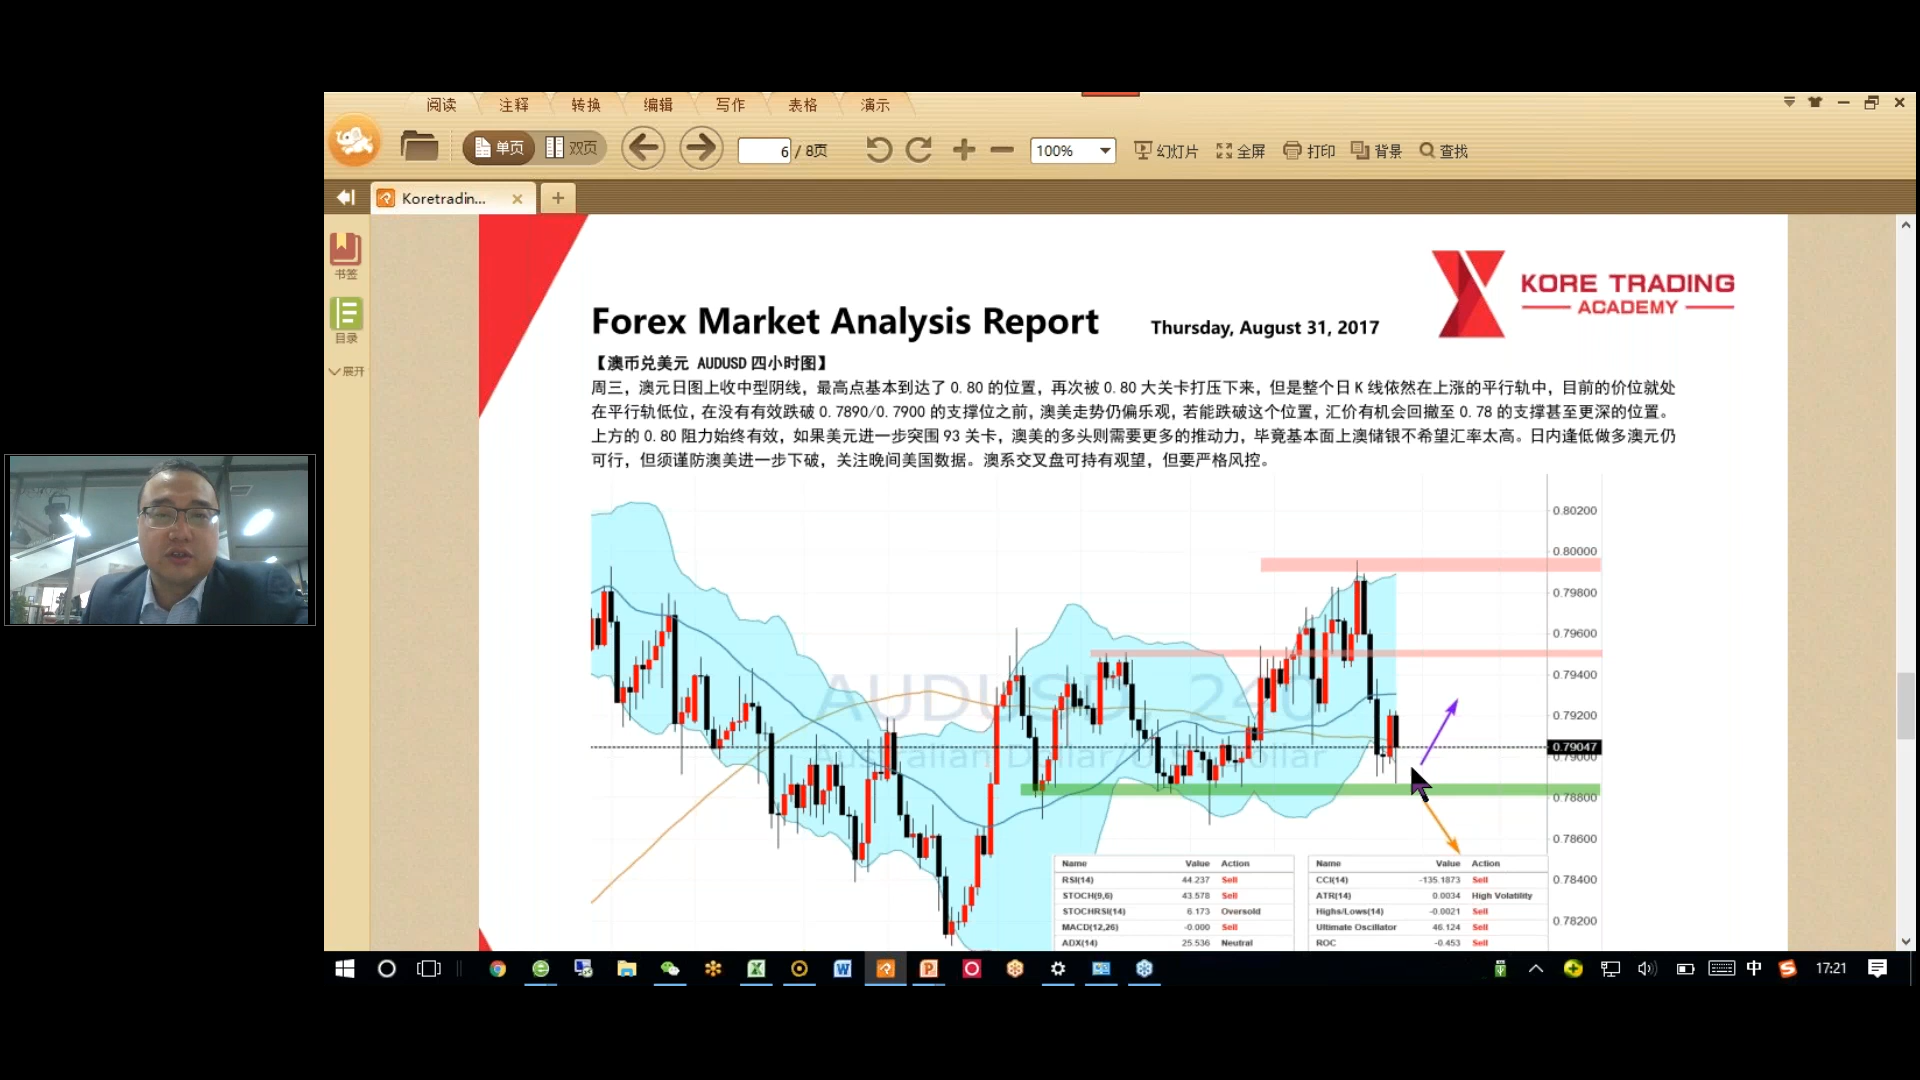 阅读 注释 转换 编辑 写作 表格 演示
单页 双页 6 / 8页 100% 幻灯片 全屏 打印 背景 查找
Koretradin...
书签
目录
展开
KORE TRADING
ACADEMY
Forex Market Analysis Report Thursday, August 31, 2017
【澳币兑美元 AUDUSD 四小时图】
周三，澳元日图上收中型阴线，最高点基本到达了 0.80 的位置，再次被 0.80 大关卡打压下来，但是整个日 K 线依然在上涨的平行轨中，目前的价位就处
在平行轨低位，在没有有效跌破 0.7890/0.7900 的支撑位之前，澳美走势仍偏乐观，若能跌破这个位置，汇价有机会回撤至 0.78 的支撑甚至更深的位置。
上方的 0.80 阻力始终有效，如果美元进一步突围 93 关卡，澳美的多头则需要更多的推动力，毕竟基本面上澳储银不希望汇率太高。日内逢低做多澳元仍
可行，但须谨防澳美进一步下破，关注晚间美国数据。澳系交叉盘可持有观望，但要严格风控。
0.80200
0.80000
0.79800
0.79600
0.79400
AUDUSD 240
0.79200
0.79047
Australian Dollar/U.S. Dollar
0.79000
0.78800
0.78600
0.78400
0.78200
Name Value Action
RSI(14) 44.237 Sell
STOCH(9,6) 43.578 Sell
STOCHRSI(14) 6.173 Oversold
MACD(12,26) -0.000 Sell
ADX(14) 25.536 Neutral
Name Value Action
CCI(14) -135.1873 Sell
ATR(14) 0.0034 High Volatility
Highs/Lows(14) -0.0021 Sell
Ultimate Oscillator 46.124 Sell
ROC -0.453 Sell
中 17:21